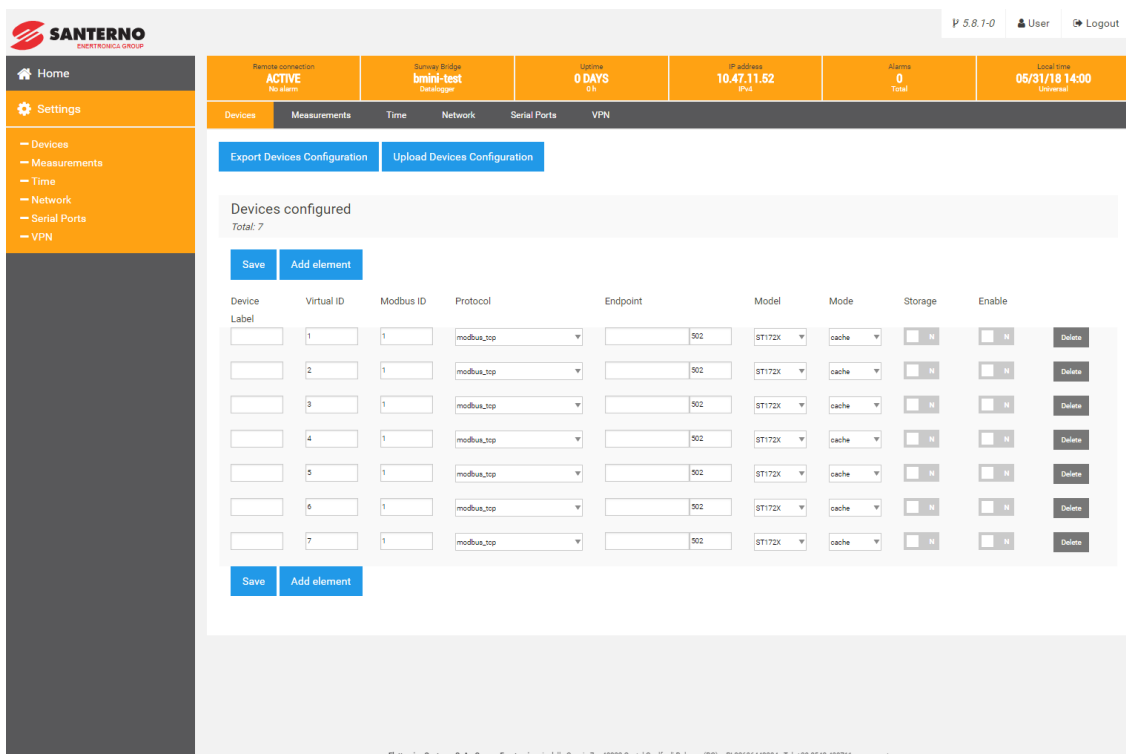 5.8.1-0 User Logout
SANTERNO
ENERTRONICA GROUP
Home
Settings
Devices
Measurements
Time
Network
Serial Ports
VPN
Remote connection
ACTIVE
No alarm
Sunway Bridge
bmini-test
Datalogger
Uptime
0 DAYS
0 h
IP address
10.47.11.52
IPv4
Alarms
0
Total
Local time
05/31/18 14:00
Universal
Devices Measurements Time Network Serial Ports VPN
Export Devices Configuration Upload Devices Configuration
Devices configured
Total: 7
Save Add element
Device Label Virtual ID Modbus ID Protocol Endpoint Model Mode Storage Enable
1 1 modbus_tcp 502 ST172X cache N N Delete
2 1 modbus_tcp 502 ST172X cache N N Delete
3 1 modbus_tcp 502 ST172X cache N N Delete
4 1 modbus_tcp 502 ST172X cache N N Delete
5 1 modbus_tcp 502 ST172X cache N N Delete
6 1 modbus_tcp 502 ST172X cache N N Delete
7 1 modbus_tcp 502 ST172X cache N N Delete
Save Add element